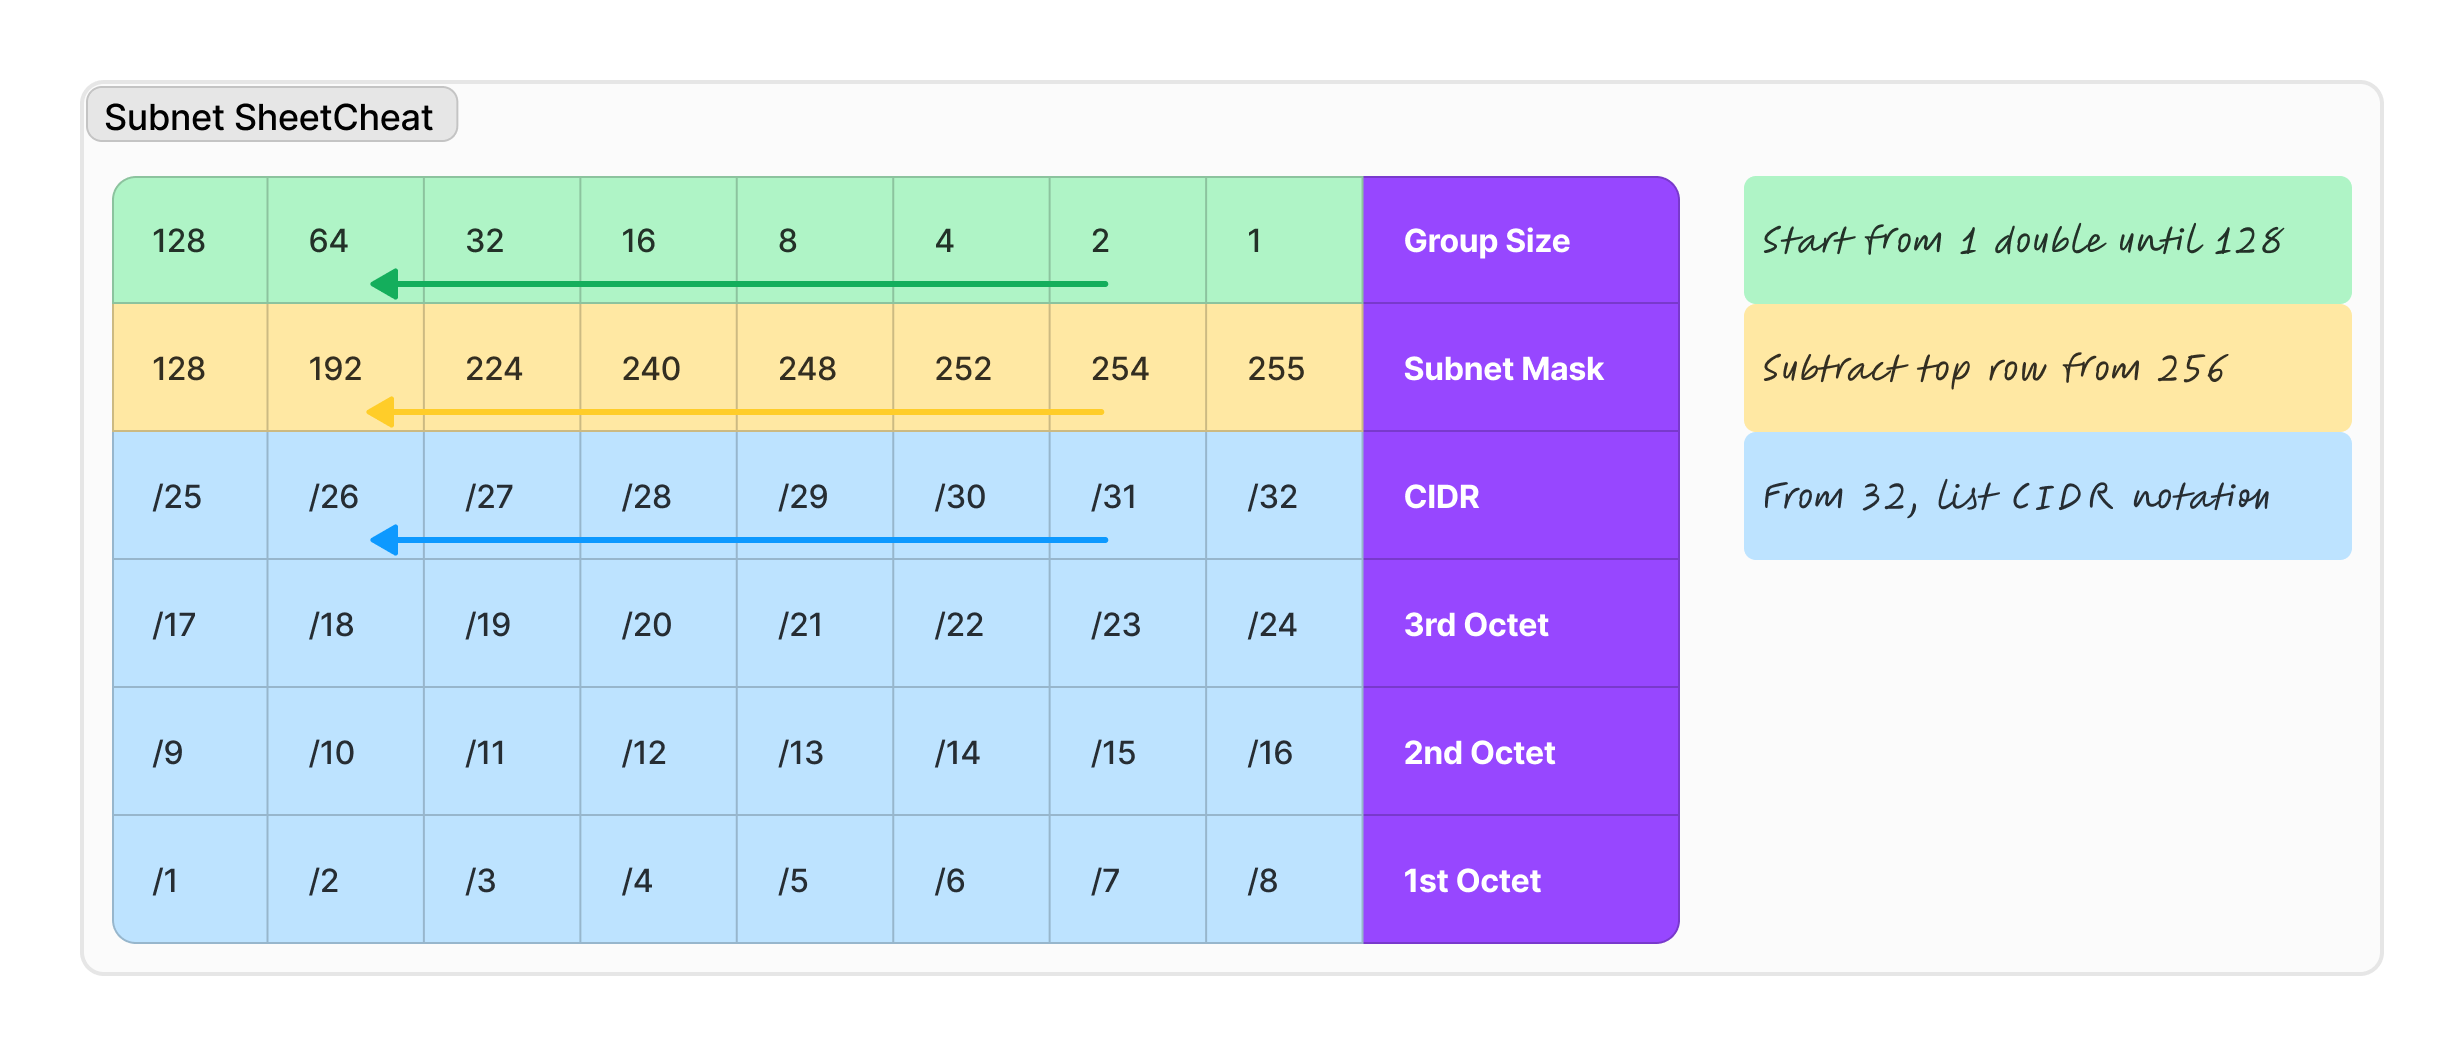 Subnet SheetCheat
128 64 32 16 8 4 2 1 Group Size Start from 1 double until 128
128 192 224 240 248 252 254 255 Subnet Mask Subtract top row from 256
/25 /26 /27 /28 /29 /30 /31 /32 CIDR From 32, list CIDR notation
/17 /18 /19 /20 /21 /22 /23 /24 3rd Octet
/9 /10 /11 /12 /13 /14 /15 /16 2nd Octet
/1 /2 /3 /4 /5 /6 /7 /8 1st Octet